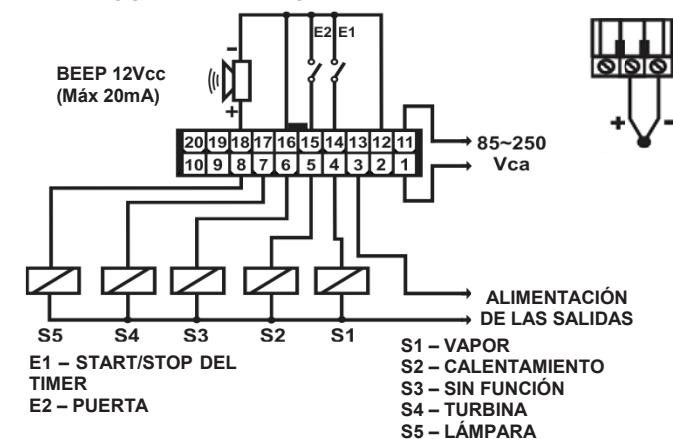 E2 E1
BEEP 12Vcc
(Máx 20mA)
-
+
20 19 18 17 16 15 14 13 12 11
10 9 8 7 6 5 4 3 2 1
85~250
Vca
+ -
ALIMENTACIÓN
DE LAS SALIDAS
S5 S4 S3 S2 S1
E1 – START/STOP DEL
TIMER
E2 – PUERTA
S1 – VAPOR
S2 – CALENTAMIENTO
S3 – SIN FUNCIÓN
S4 – TURBINA
S5 – LÁMPARA